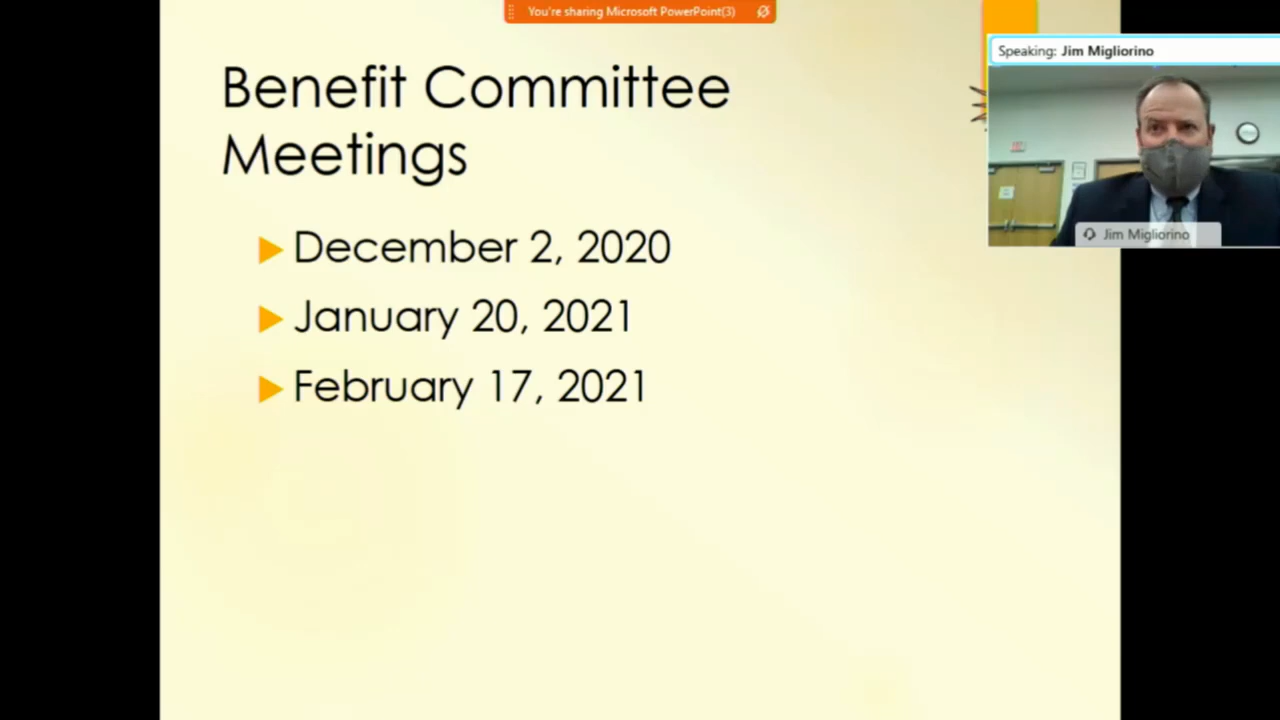 You're sharing Microsoft PowerPoint(3)
Speaking: Jim Migliorino
Benefit Committee
Meetings
Jim Migliorino
December 2, 2020
January 20, 2021
February 17, 2021